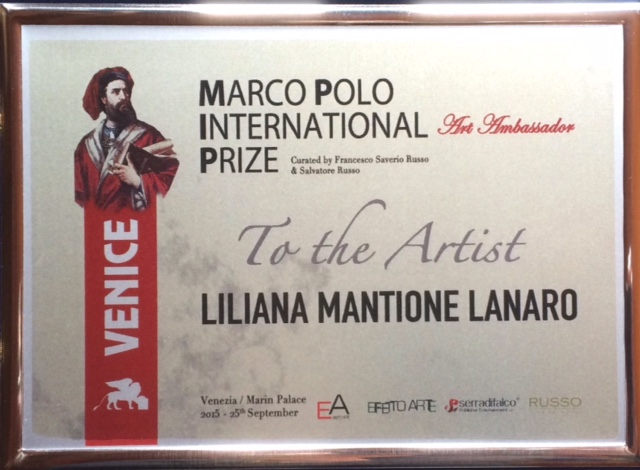 MARCO POLO
INTERNATIONAL Art Ambassador
PRIZE Curated by Francesco Saverio Russo
& Salvatore Russo
To the Artist
LILIANA MANTIONE LANARO
VENICE
Venezia / Marin Palace
2015 - 25th September
EA
EFFETTO ARTE
serradifalco
RUSSO